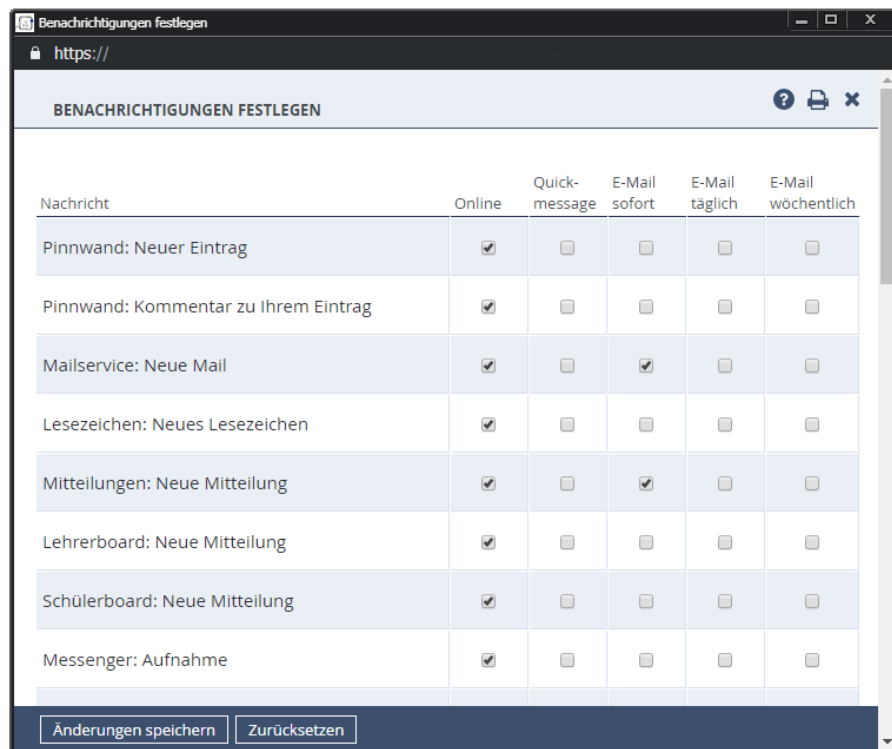 Benachrichtigungen festlegen
https://
BENACHRICHTIGUNGEN FESTLEGEN
Nachricht Online Quick-message E-Mail sofort E-Mail täglich E-Mail wöchentlich
Pinnwand: Neuer Eintrag
Pinnwand: Kommentar zu Ihrem Eintrag
Mailservice: Neue Mail
Lesezeichen: Neues Lesezeichen
Mitteilungen: Neue Mitteilung
Lehrerboard: Neue Mitteilung
Schülerboard: Neue Mitteilung
Messenger: Aufnahme
Änderungen speichern Zurücksetzen